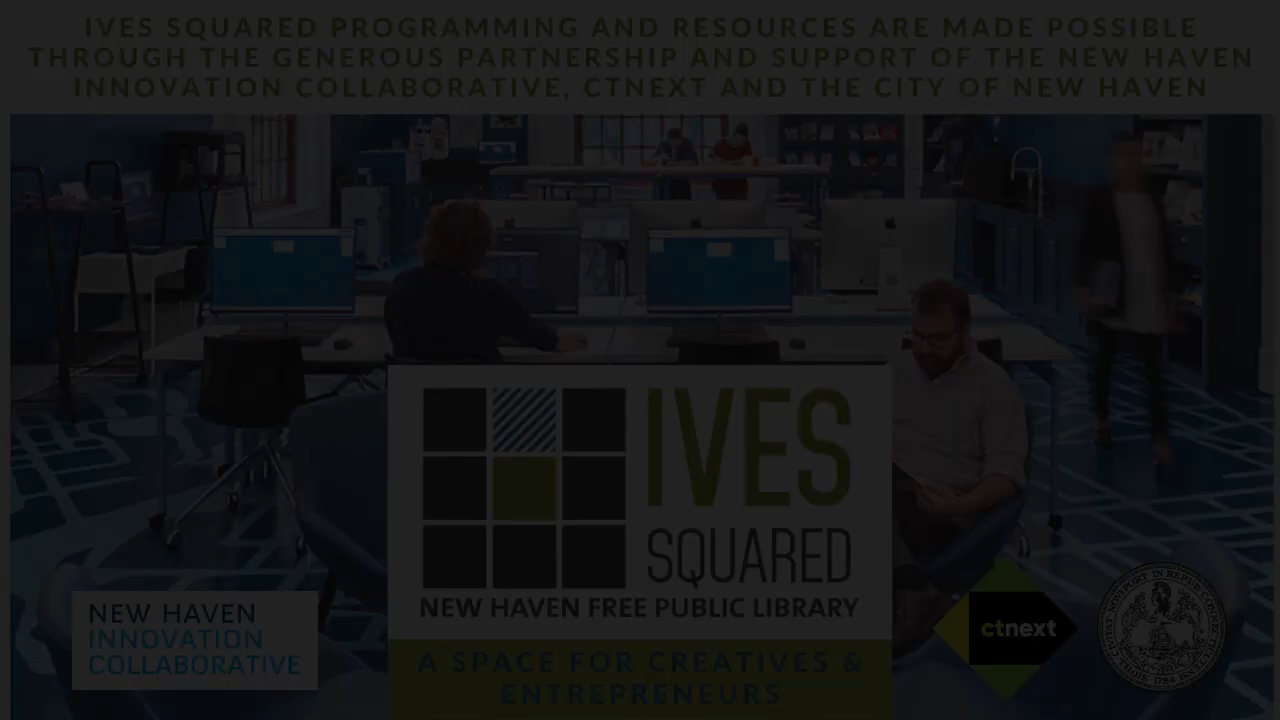 IVES SQUARED PROGRAMMING AND RESOURCES ARE MADE POSSIBLE
THROUGH THE GENEROUS PARTNERSHIP AND SUPPORT OF THE NEW HAVEN
INNOVATION COLLABORATIVE, CTNEXT AND THE CITY OF NEW HAVEN
IVES
SQUARED
NEW HAVEN FREE PUBLIC LIBRARY
A SPACE FOR CREATIVES &
ENTREPRENEURS
NEW HAVEN
INNOVATION
COLLABORATIVE
ctnext
1784